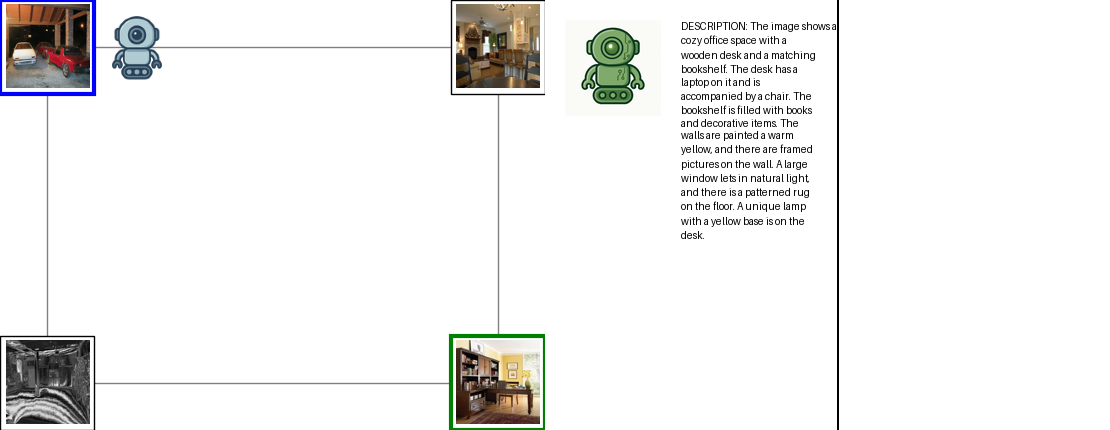 DESCRIPTION: The image shows a
cozy office space with a
wooden desk and a matching
bookshelf. The desk has a
laptop on it and is
accompanied by a chair. The
bookshelf is filled with books
and decorative items. The
walls are painted a warm
yellow, and there are framed
pictures on the wall. A large
window lets in natural light,
and there is a patterned rug
on the floor. A unique lamp
with a yellow base is on the
desk.